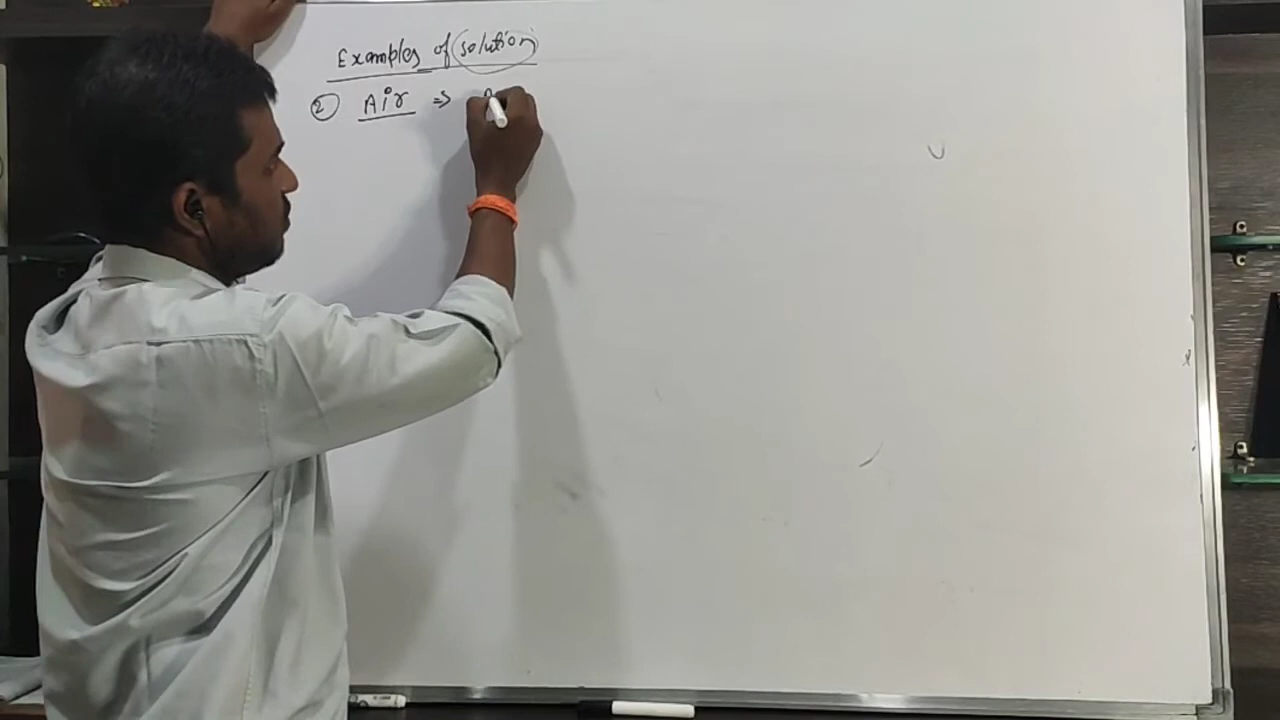 Examples of solution
② Air ⇒